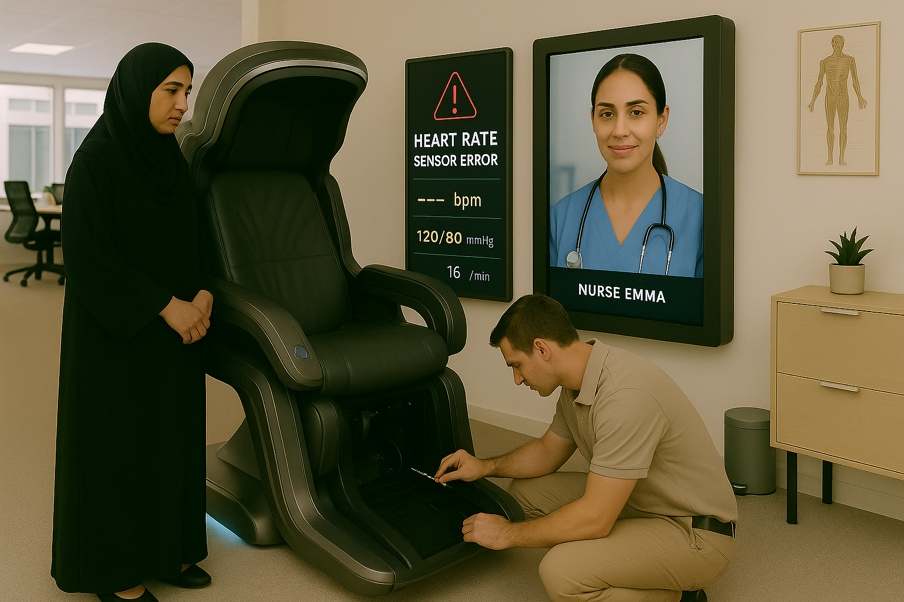 HEART RATE
SENSOR ERROR
--- bpm
120/80 mmHg
16 /min
NURSE EMMA